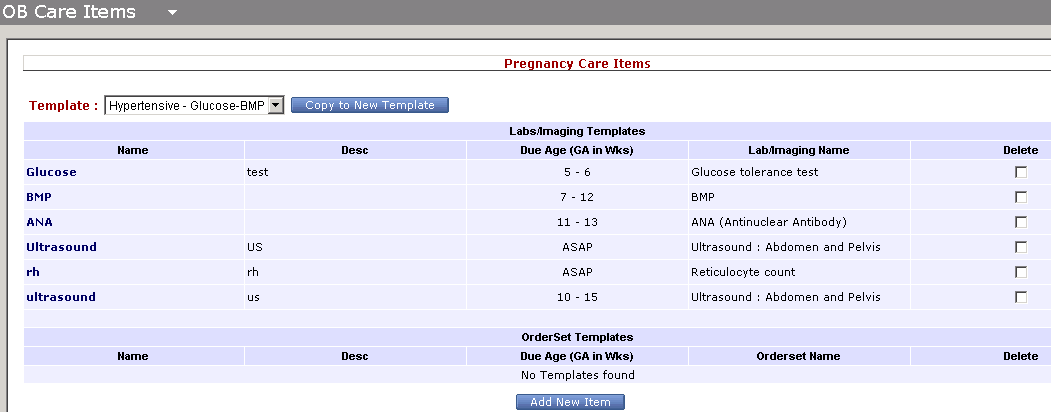 OB Care Items
Pregnancy Care Items
Template : Hypertensive - Glucose-BMP Copy to New Template
Labs/Imaging Templates
Name Desc Due Age (GA in Wks) Lab/Imaging Name Delete
Glucose test 5 - 6 Glucose tolerance test
BMP 7 - 12 BMP
ANA 11 - 13 ANA (Antinuclear Antibody)
Ultrasound US ASAP Ultrasound : Abdomen and Pelvis
rh rh ASAP Reticulocyte count
ultrasound us 10 - 15 Ultrasound : Abdomen and Pelvis
OrderSet Templates
Name Desc Due Age (GA in Wks) Orderset Name Delete
No Templates found
Add New Item